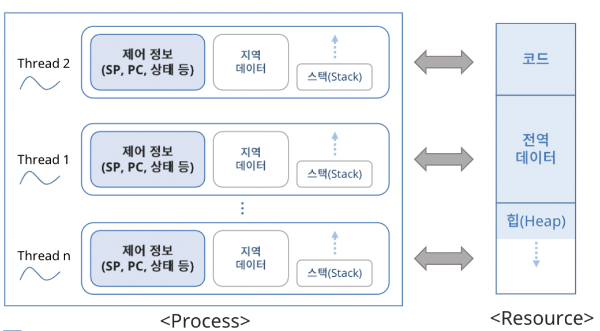 Thread 2
제어 정보
(SP, PC, 상태 등)
지역
데이터
스택(Stack)
Thread 1
제어 정보
(SP, PC, 상태 등)
지역
데이터
스택(Stack)
Thread n
제어 정보
(SP, PC, 상태 등)
지역
데이터
스택(Stack)
<Process>
코드
전역
데이터
힙(Heap)
<Resource>